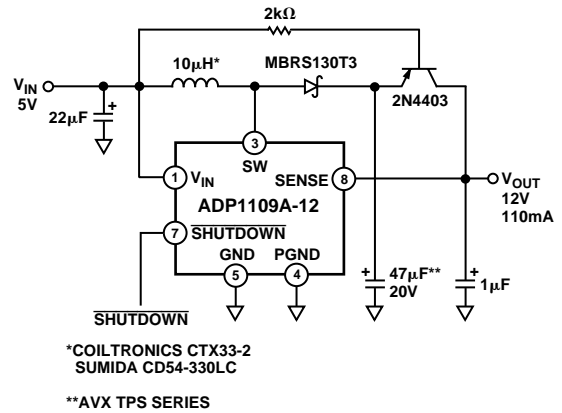 2kΩ
10μH*
MBRS130T3
VIN
5V
22μF
+
2N4403
3
SW
1
VIN
SENSE
8
VOUT
12V
110mA
ADP1109A-12
7
SHUTDOWN
GND
PGND
5
4
+
47μF**
20V
+
1μF
SHUTDOWN
*COILTRONICS CTX33-2
SUMIDA CD54-330LC
**AVX TPS SERIES